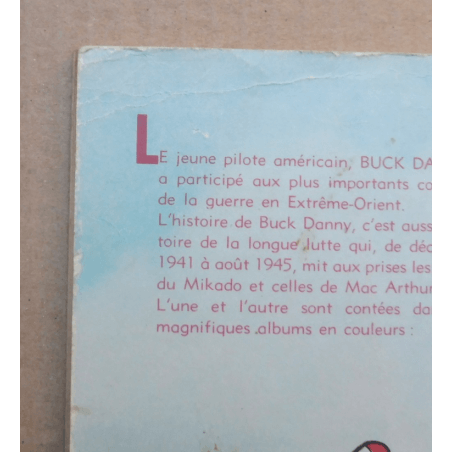 LE jeune pilote américain, BUCK DA
a participé aux plus importants co
de la guerre en Extrême-Orient.
L'histoire de Buck Danny, c'est auss
toire de la longue lutte qui, de déc
1941 à août 1945, mit aux prises les
du Mikado et celles de Mac Arthur
L'une et l'autre sont contées da
magnifiques albums en couleurs :